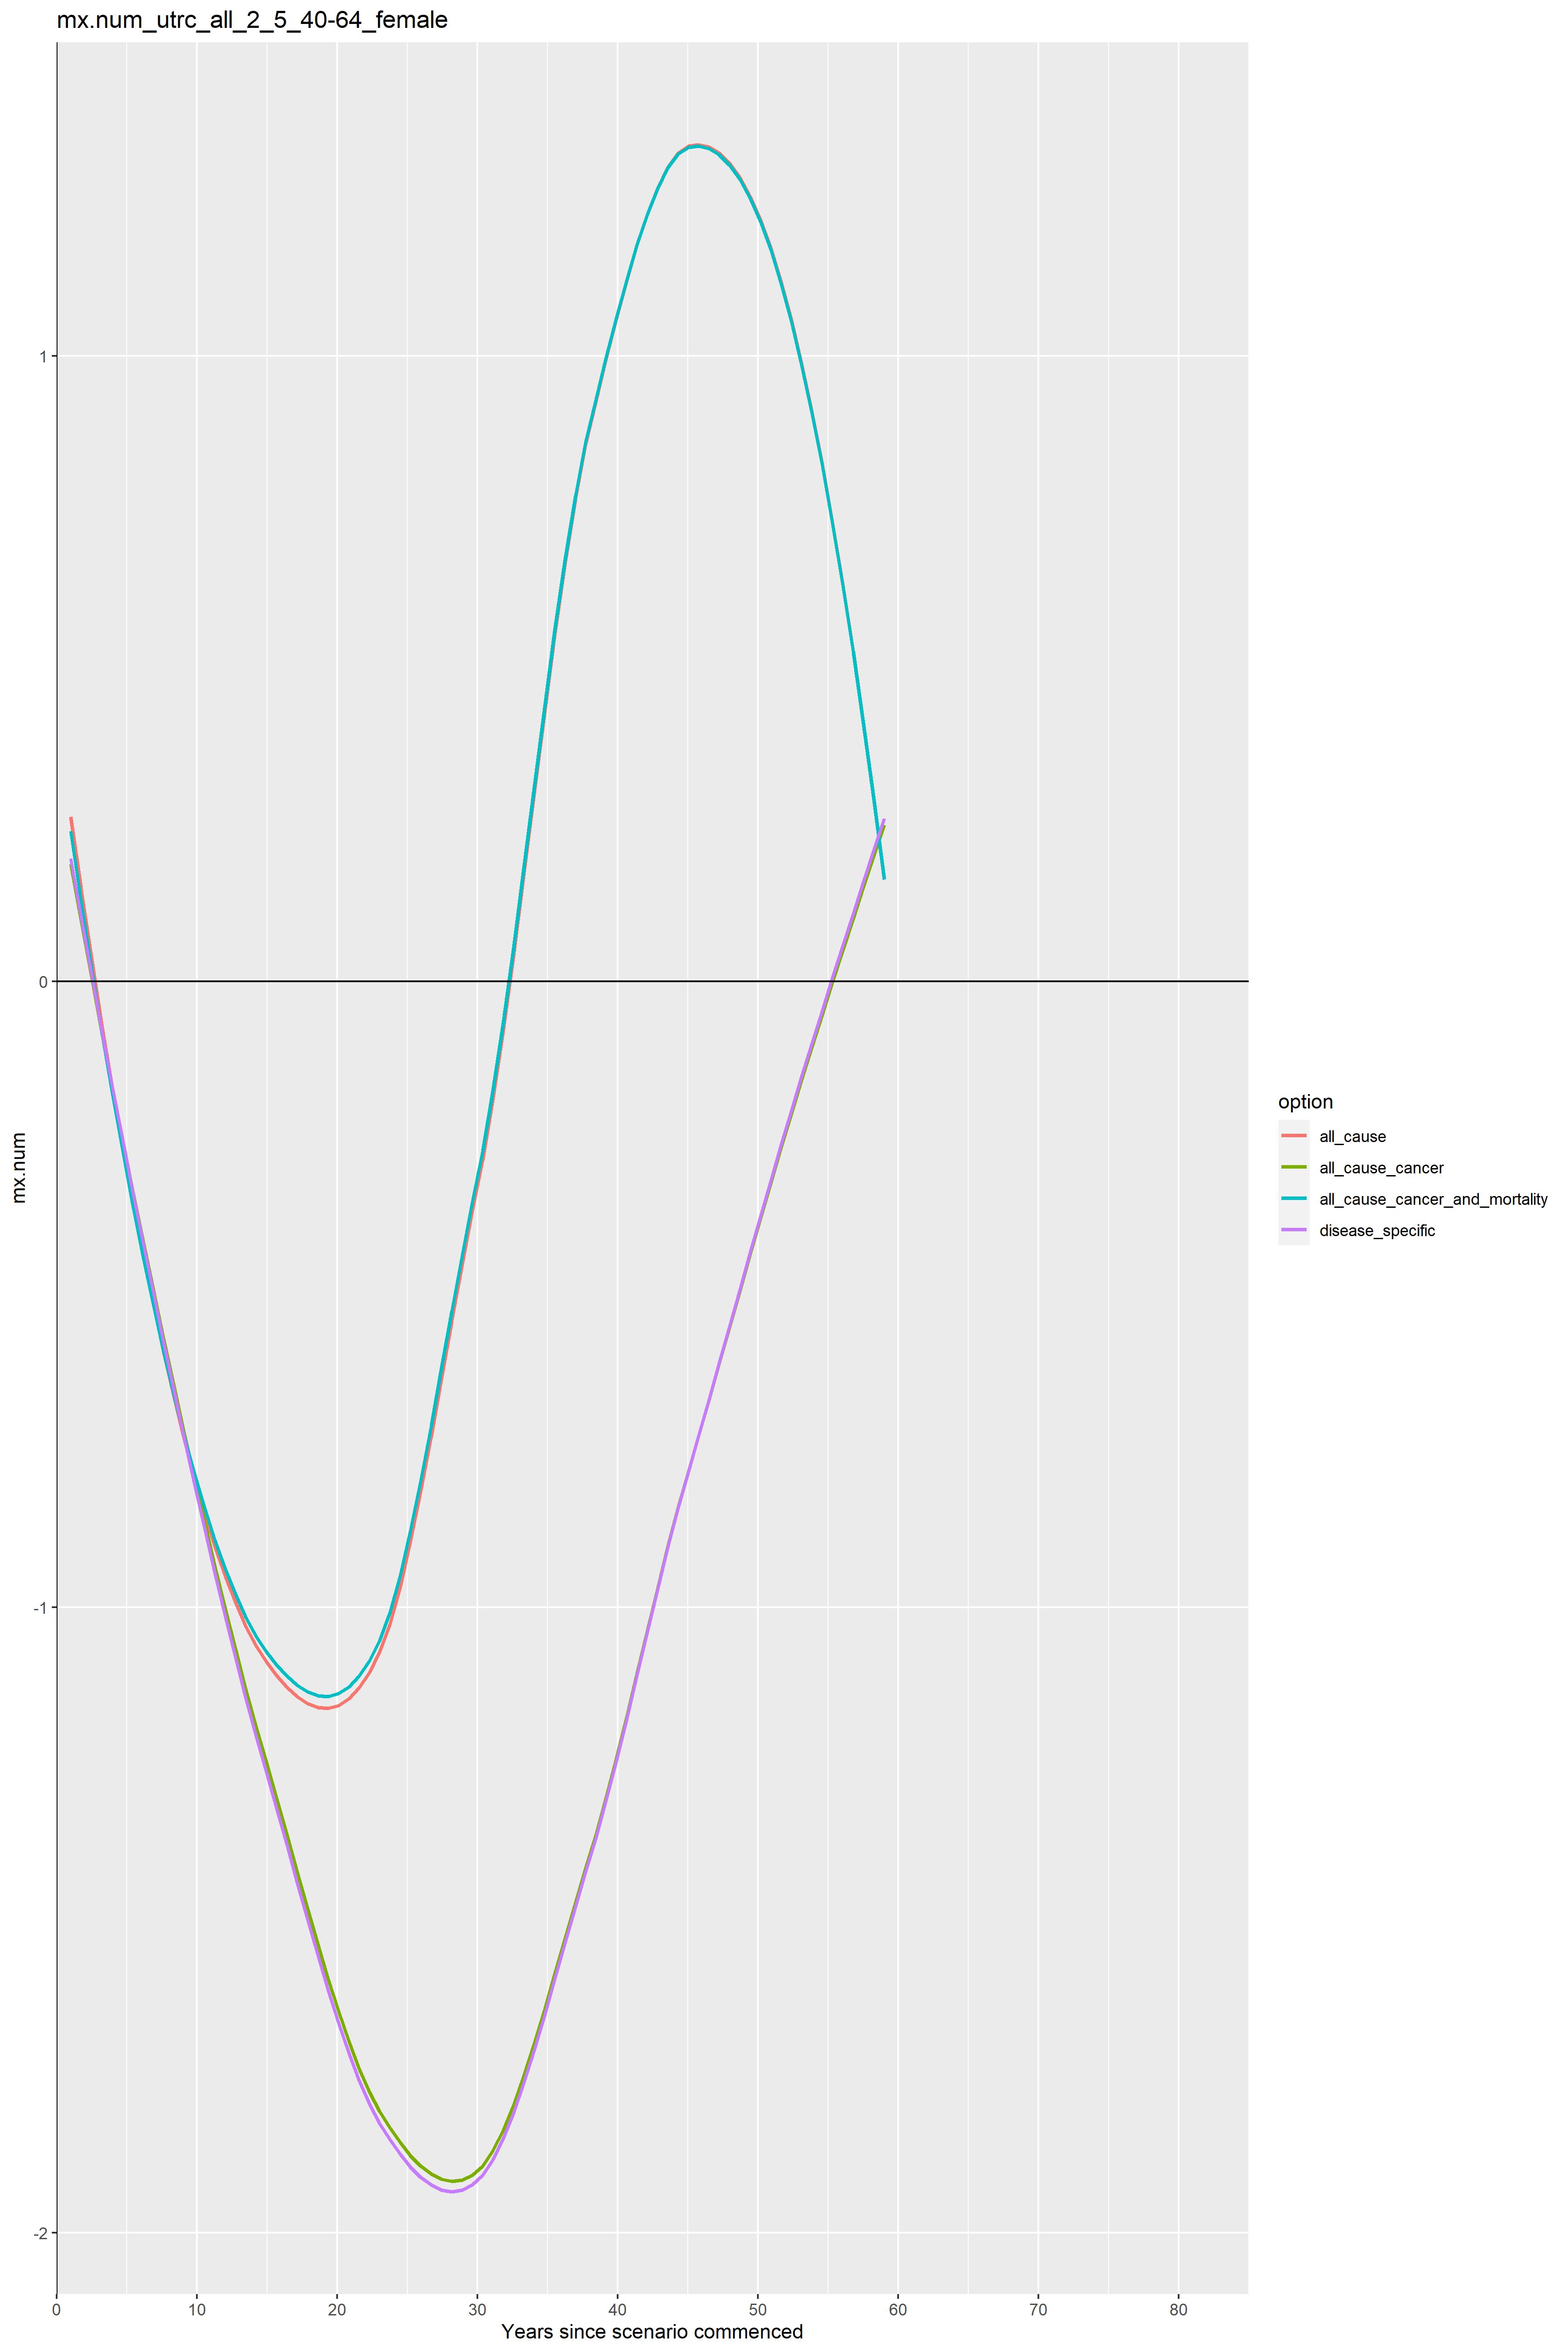 mx.num_utrc_all_2_5_40-64_female
1
0
-1
-2
mx.num
0 10 20 30 40 50 60 70 80
Years since scenario commenced
option
all_cause
all_cause_cancer
all_cause_cancer_and_mortality
disease_specific